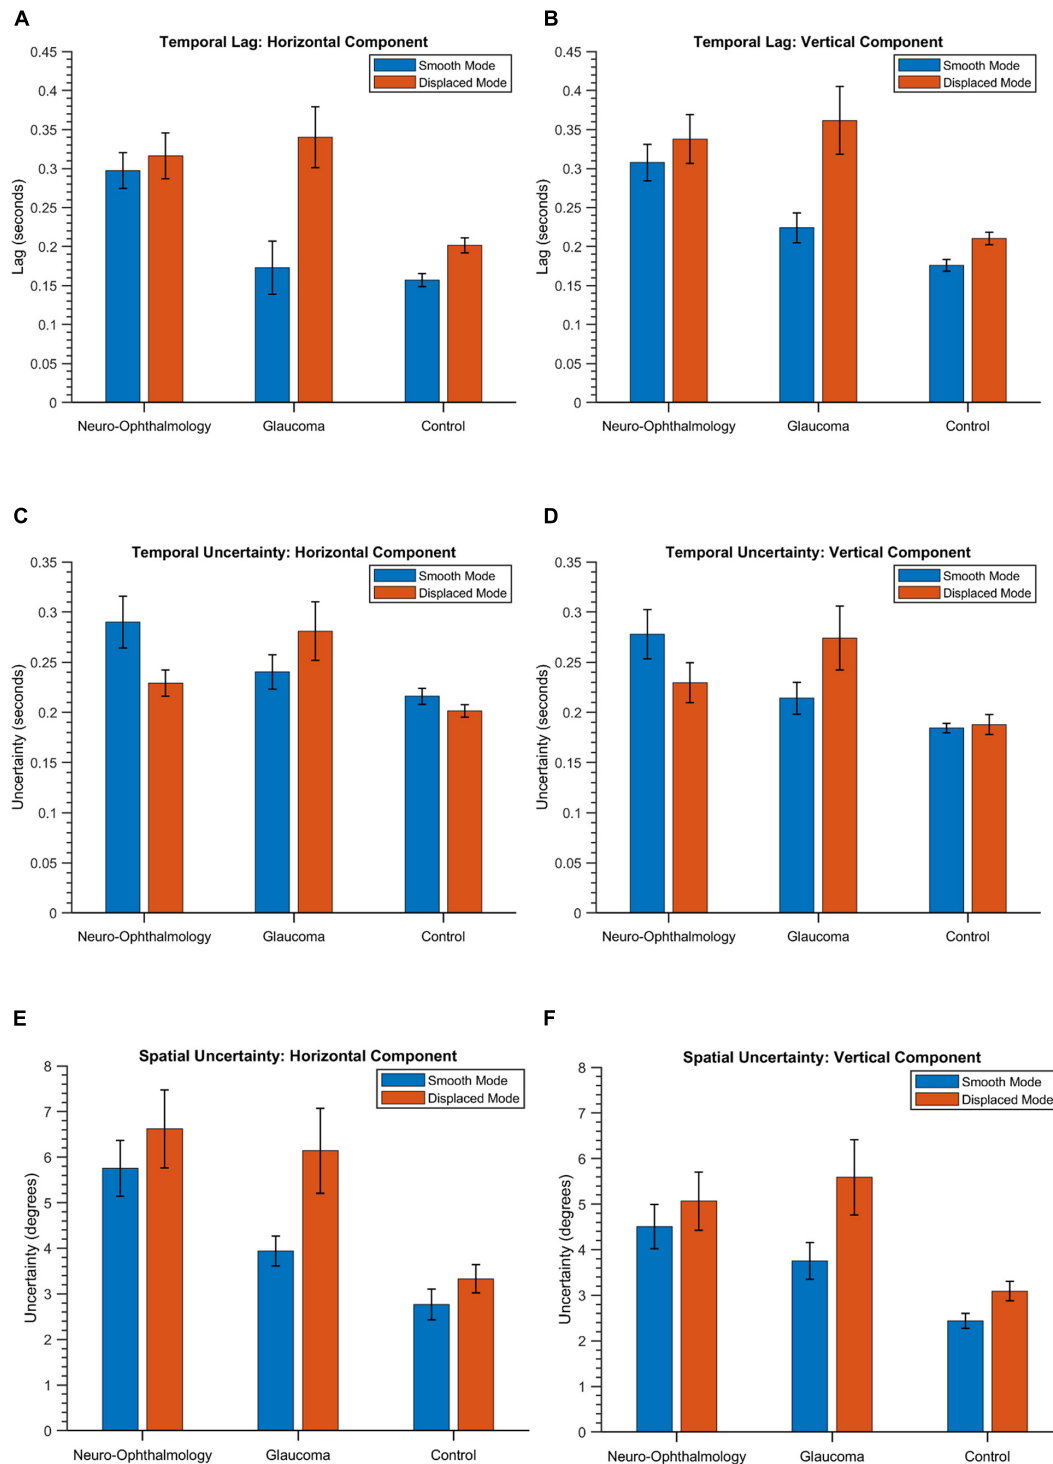 A
Temporal Lag: Horizontal Component
Smooth Mode
Displaced Mode
Lag (seconds)
0.45
0.4
0.35
0.3
0.25
0.2
0.15
0.1
0.05
0
Neuro-Ophthalmology Glaucoma Control
B
Temporal Lag: Vertical Component
Smooth Mode
Displaced Mode
Lag (seconds)
0.45
0.4
0.35
0.3
0.25
0.2
0.15
0.1
0.05
0
Neuro-Ophthalmology Glaucoma Control
C
Temporal Uncertainty: Horizontal Component
Smooth Mode
Displaced Mode
Uncertainty (seconds)
0.35
0.3
0.25
0.2
0.15
0.1
0.05
0
Neuro-Ophthalmology Glaucoma Control
D
Temporal Uncertainty: Vertical Component
Smooth Mode
Displaced Mode
Uncertainty (seconds)
0.35
0.3
0.25
0.2
0.15
0.1
0.05
0
Neuro-Ophthalmology Glaucoma Control
E
Spatial Uncertainty: Horizontal Component
Smooth Mode
Displaced Mode
Uncertainty (degrees)
8
7
6
5
4
3
2
1
0
Neuro-Ophthalmology Glaucoma Control
F
Spatial Uncertainty: Vertical Component
Smooth Mode
Displaced Mode
Uncertainty (degrees)
8
7
6
5
4
3
2
1
0
Neuro-Ophthalmology Glaucoma Control